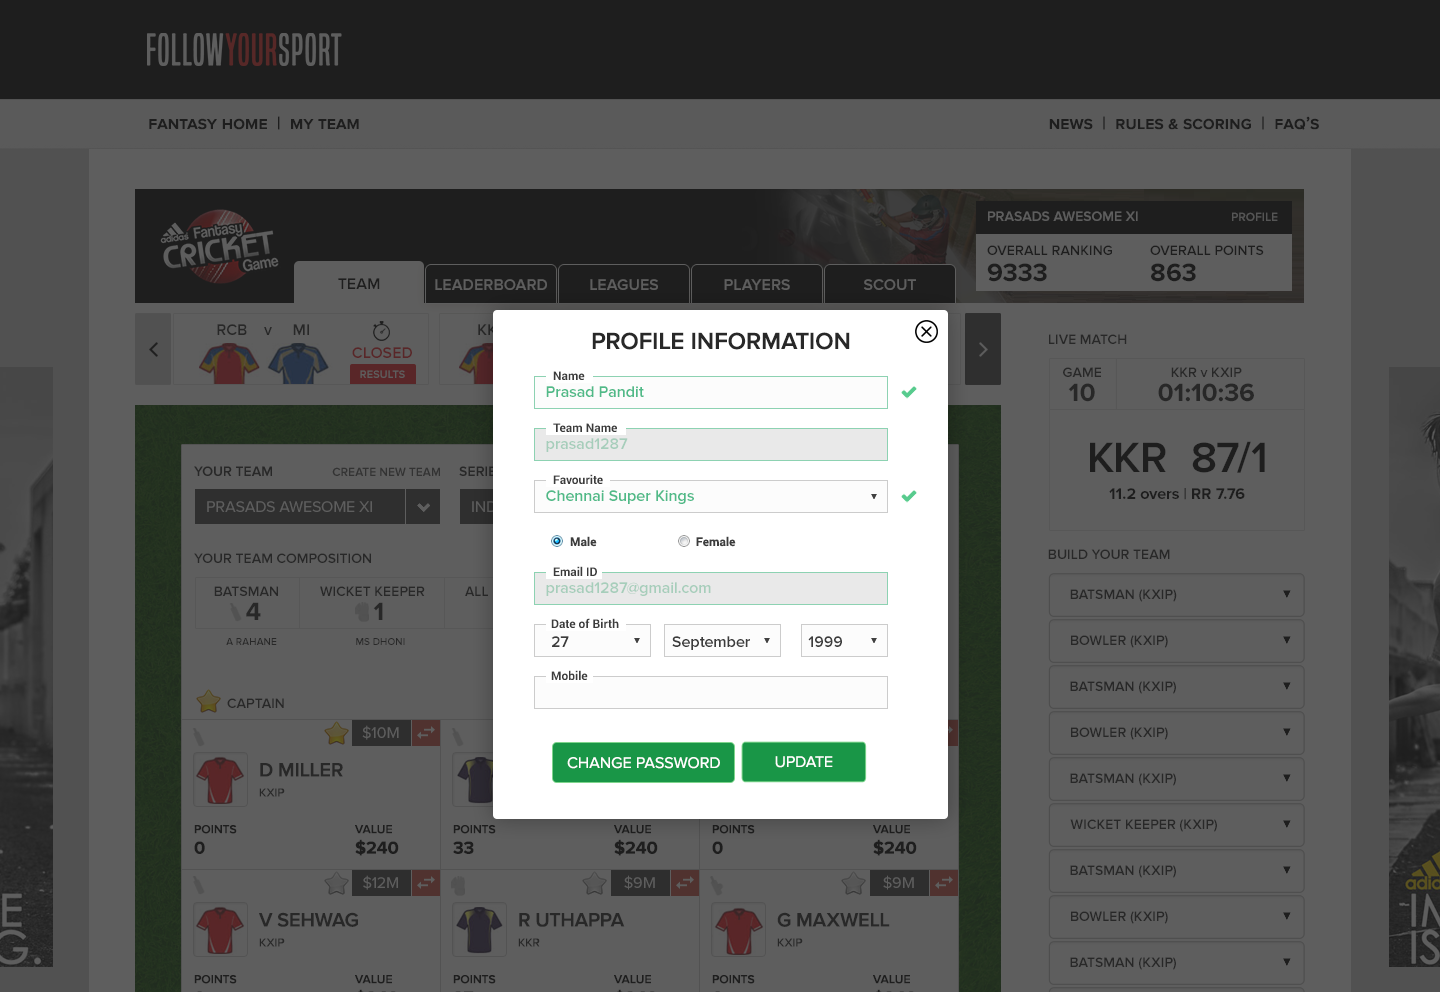 FOLLOWYOURSPORT
FANTASY HOME | MY TEAM
NEWS | RULES & SCORING | FAQ'S
adidas Fantasy
CRICKET
Game
TEAM
LEADERBOARD
LEAGUES
PLAYERS
SCOUT
PRASADS AWESOME XI
PROFILE
OVERALL RANKING
9333
OVERALL POINTS
863
RCB v MI
CLOSED
RESULTS
PROFILE INFORMATION
Name
Prasad Pandit
Team Name
prasad1287
Favourite
Chennai Super Kings
Male
Female
Email ID
prasad1287@gmail.com
Date of Birth
27
September
1999
Mobile
CHANGE PASSWORD
UPDATE
LIVE MATCH
GAME
10
KKR v KXIP
01:10:36
KKR 87/1
11.2 overs | RR 7.76
YOUR TEAM
CREATE NEW TEAM
PRASADS AWESOME XI
YOUR TEAM COMPOSITION
BATSMAN
4
A RAHANE
WICKET KEEPER
1
MS DHONI
ALL
CAPTAIN
$10M
D MILLER
KXIP
POINTS
0
VALUE
$240
POINTS
33
VALUE
$240
POINTS
0
VALUE
$240
$12M
V SEHWAG
KXIP
POINTS
VALUE
$9M
R UTHAPPA
KKR
POINTS
VALUE
$9M
G MAXWELL
KXIP
POINTS
VALUE
BUILD YOUR TEAM
BATSMAN (KXIP)
BOWLER (KXIP)
BATSMAN (KXIP)
BOWLER (KXIP)
BATSMAN (KXIP)
WICKET KEEPER (KXIP)
BATSMAN (KXIP)
BOWLER (KXIP)
BATSMAN (KXIP)